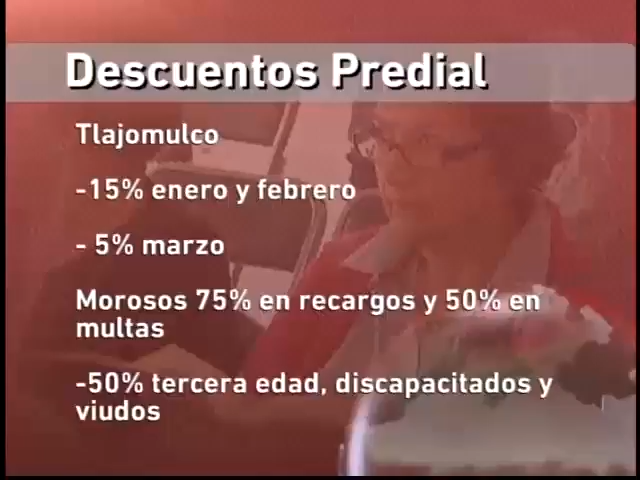 Descuentos Predial
Tlajomulco
-15% enero y febrero
- 5% marzo
Morosos 75% en recargos y 50% en
multas
-50% tercera edad, discapacitados y
viudos